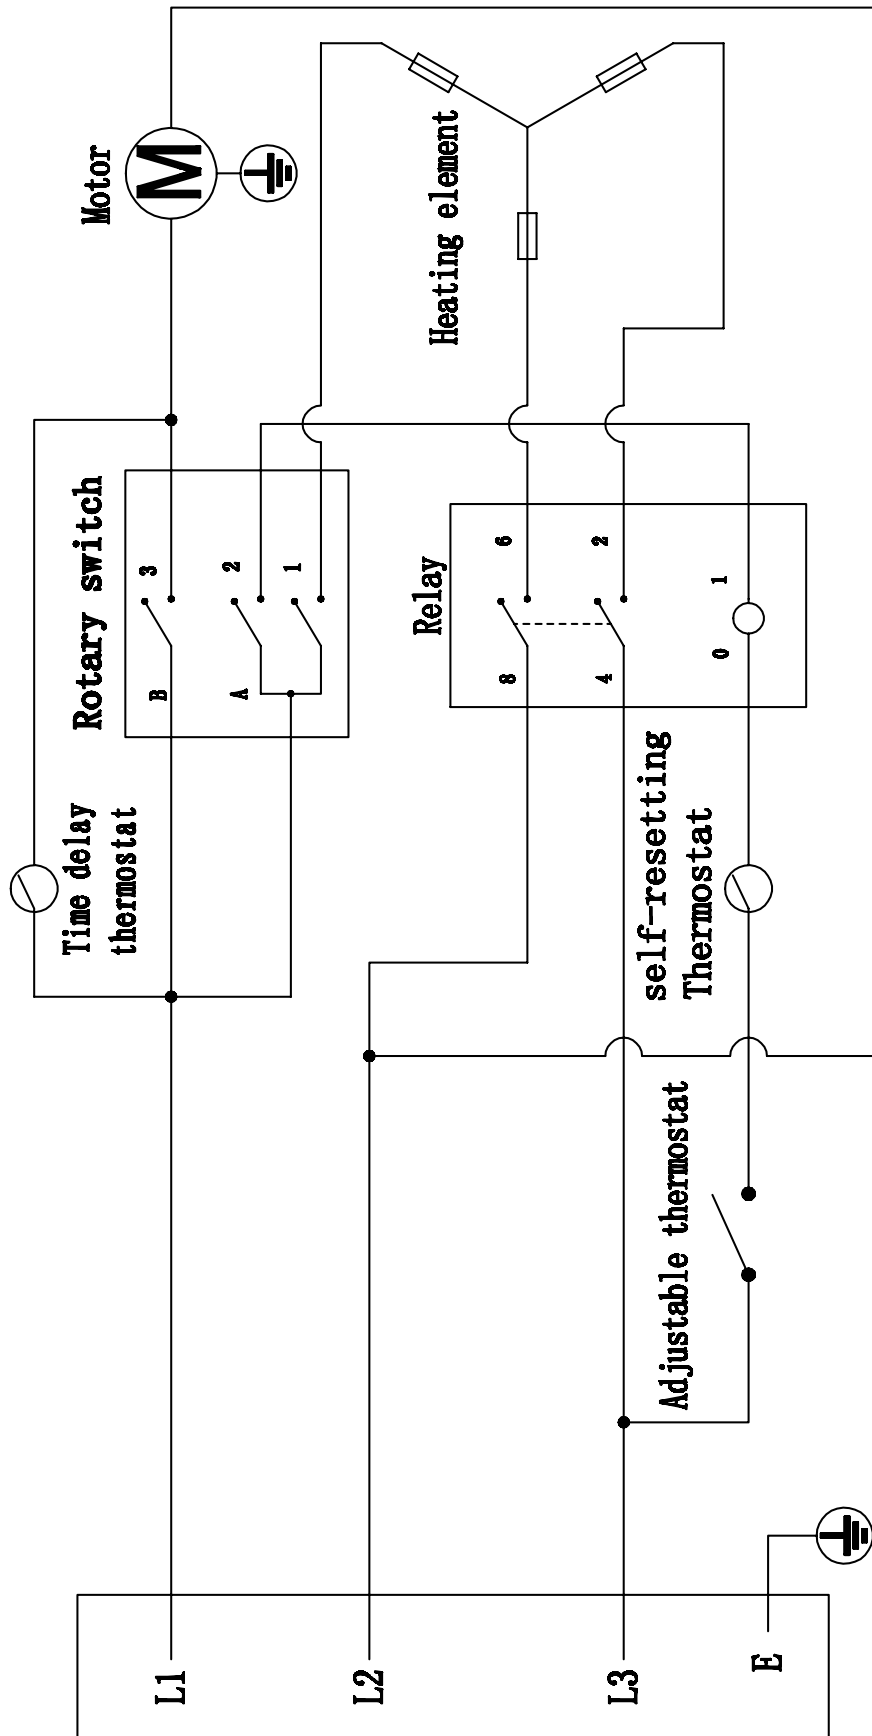 Motor
M
Heating element
Rotary switch
3
2
1
B
A
Relay
6
2
1
8
4
0
Time delay
thermostat
self-resetting
Thermostat
Adjustable thermostat
L1
L2
L3
E